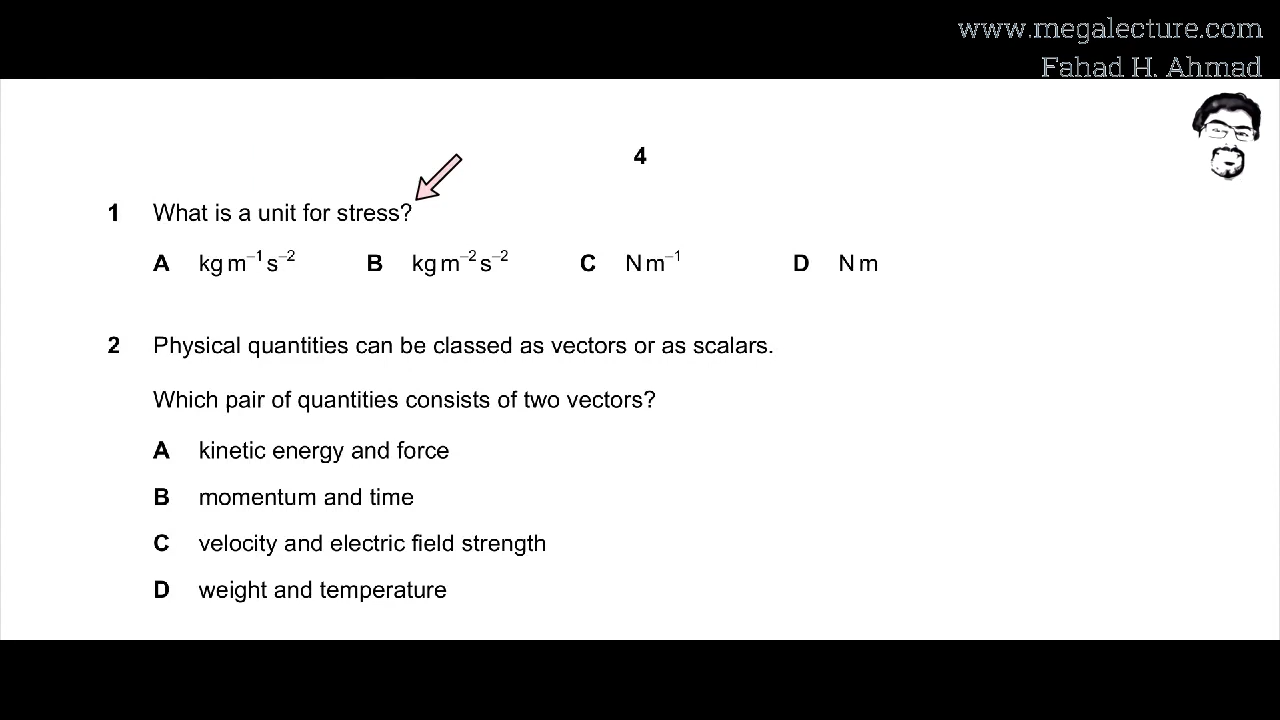 www.megalecture.com
Fahad H. Ahmad
4
1 What is a unit for stress?
A kg m⁻¹ s⁻² B kg m⁻² s⁻² C N m⁻¹ D N m
2 Physical quantities can be classed as vectors or as scalars.
Which pair of quantities consists of two vectors?
A kinetic energy and force
B momentum and time
C velocity and electric field strength
D weight and temperature